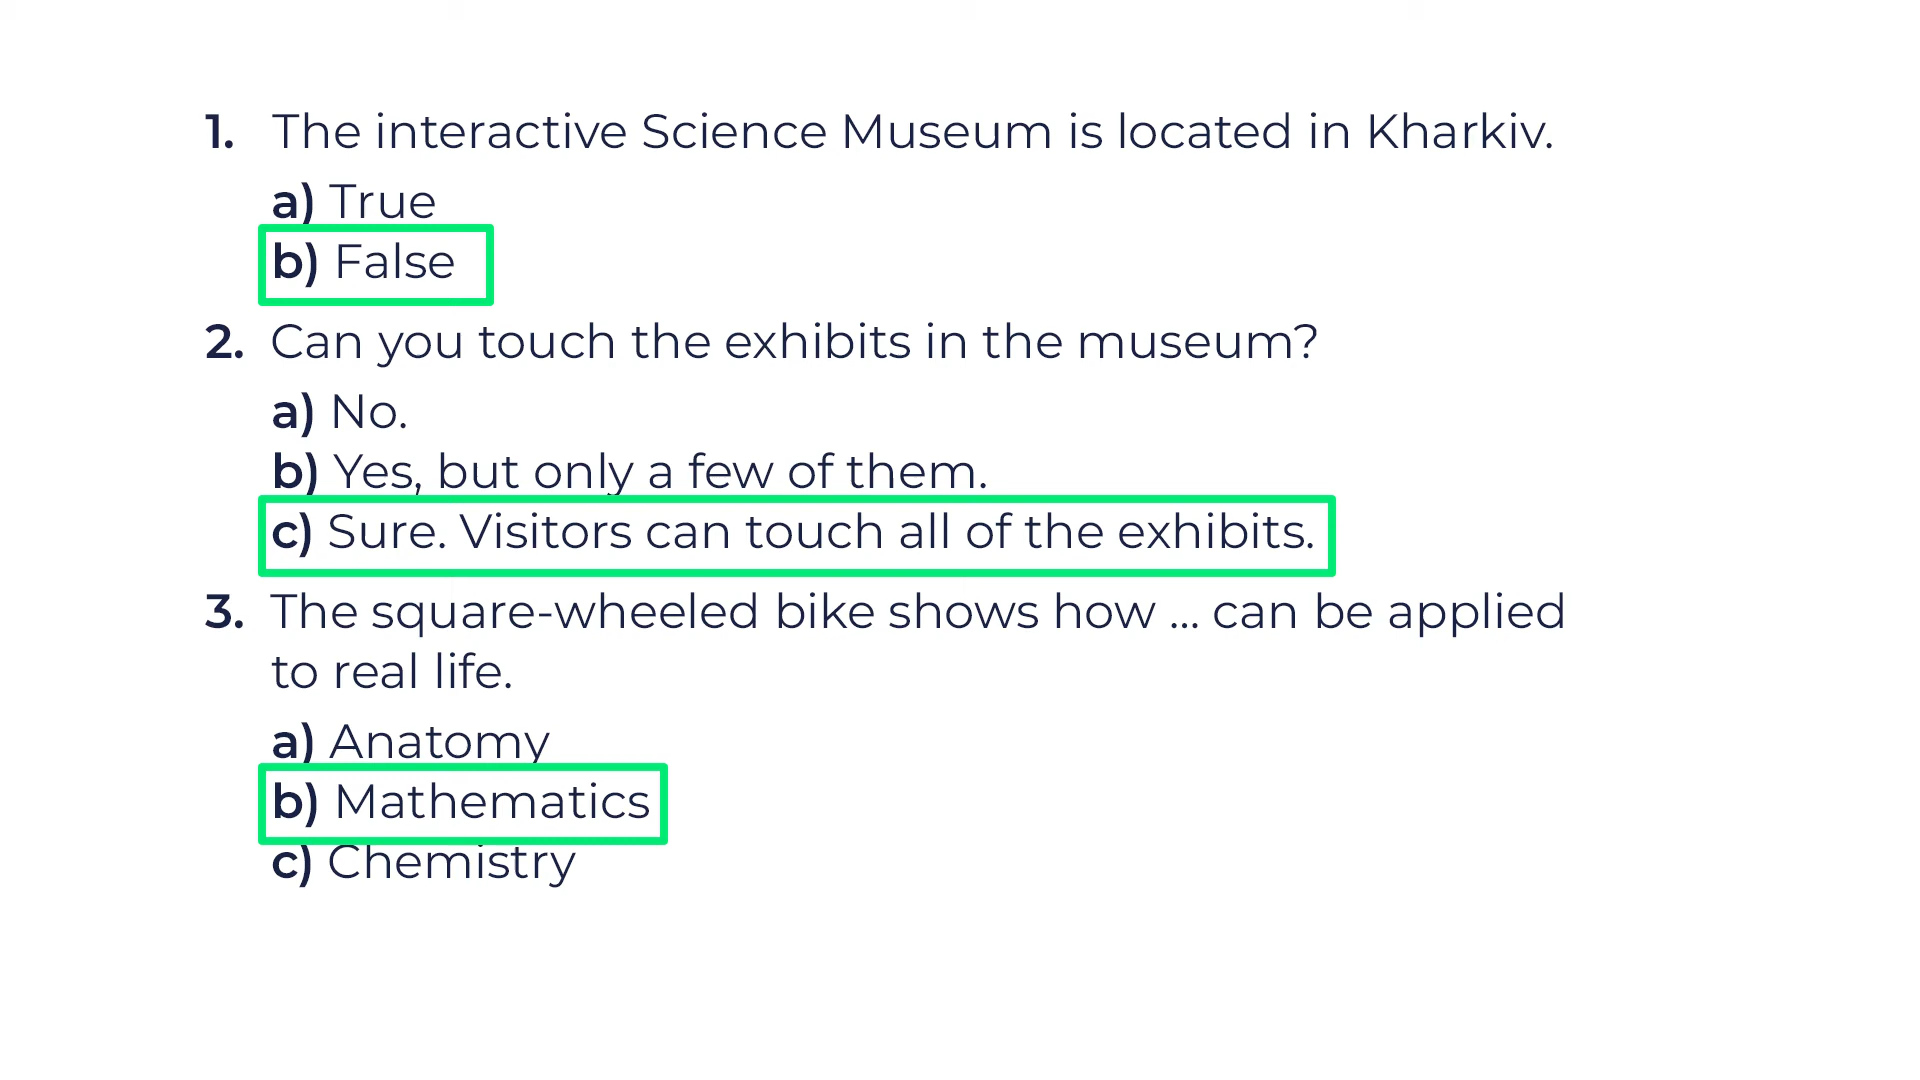 1. The interactive Science Museum is located in Kharkiv.
a) True
b) False
2. Can you touch the exhibits in the museum?
a) No.
b) Yes, but only a few of them.
c) Sure. Visitors can touch all of the exhibits.
3. The square-wheeled bike shows how ... can be applied
to real life.
a) Anatomy
b) Mathematics
c) Chemistry